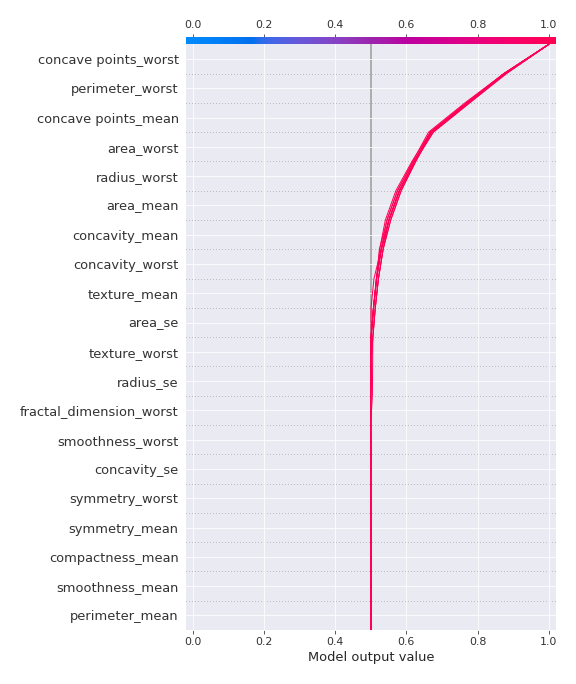 0.0 0.2 0.4 0.6 0.8 1.0
concave points_worst
perimeter_worst
concave points_mean
area_worst
radius_worst
area_mean
concavity_mean
concavity_worst
texture_mean
area_se
texture_worst
radius_se
fractal_dimension_worst
smoothness_worst
concavity_se
symmetry_worst
symmetry_mean
compactness_mean
smoothness_mean
perimeter_mean
0.0 0.2 0.4 0.6 0.8 1.0
Model output value